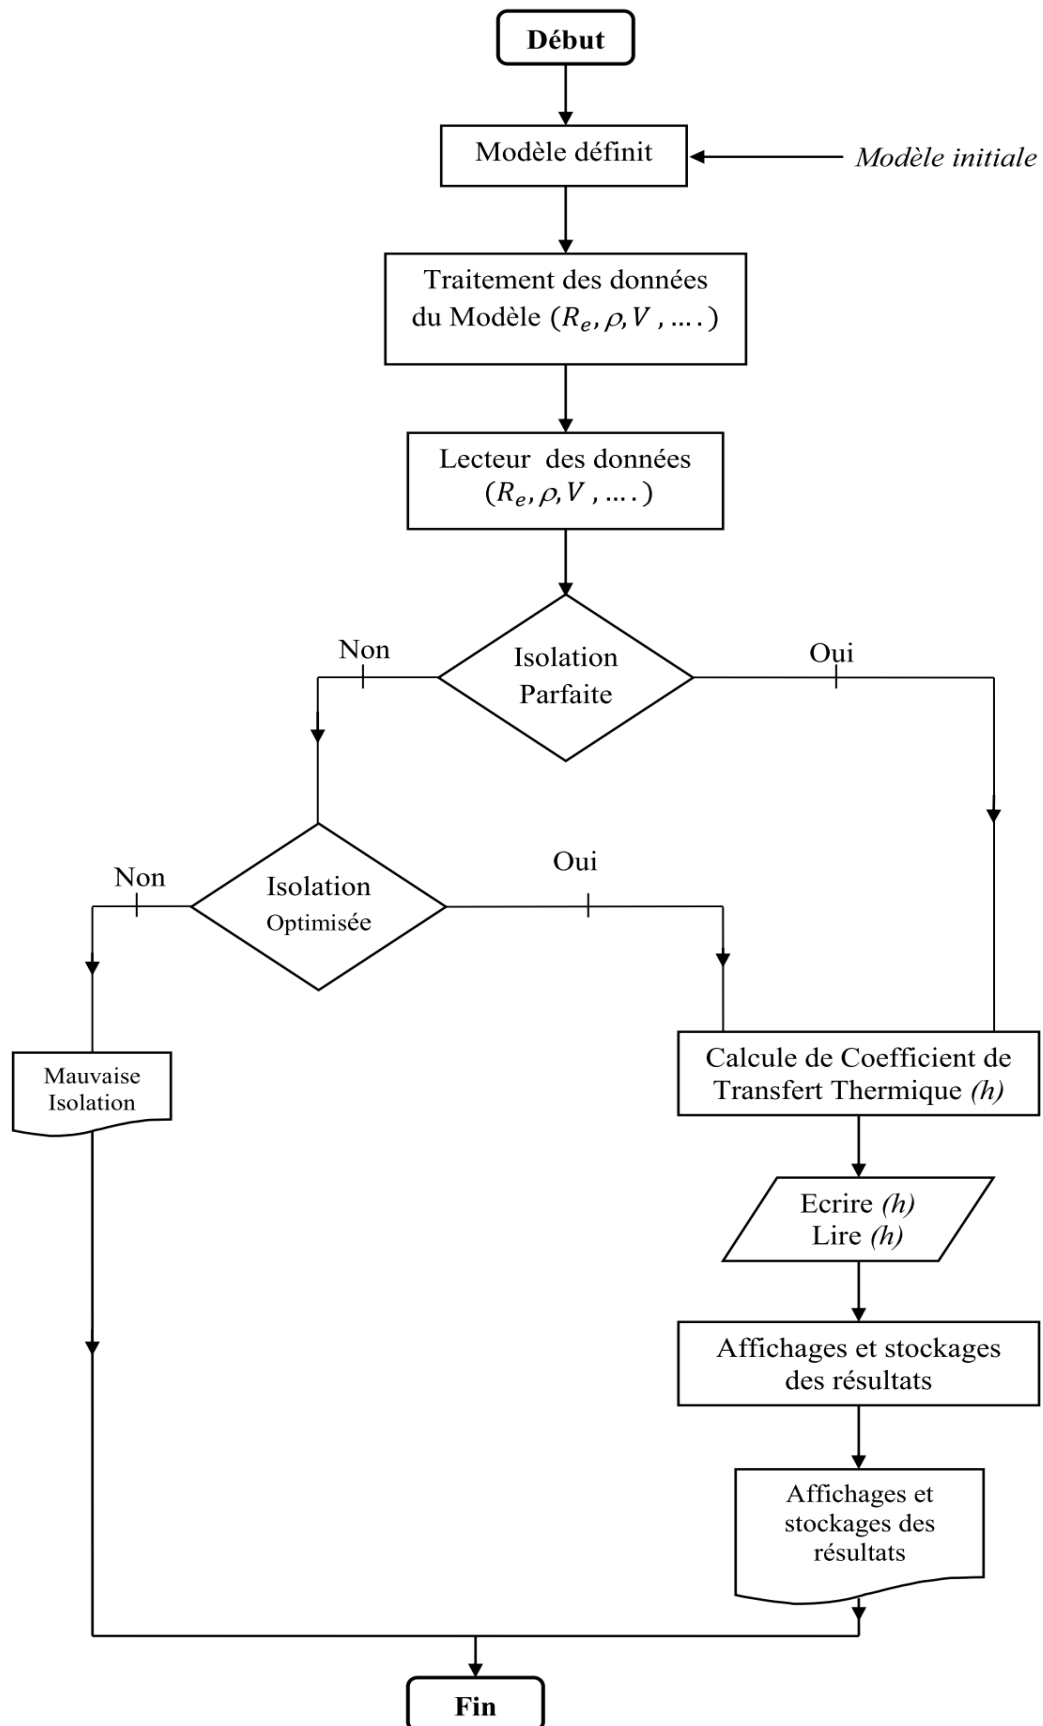 Début
Modèle définit
Modèle initiale
Traitement des données
du Modèle (Rₑ, ρ, V , … . )
Lecteur des données
(Rₑ, ρ, V , … . )
Non
Isolation
Parfaite
Oui
Non
Isolation
Optimisée
Oui
Mauvaise
Isolation
Calcule de Coefficient de
Transfert Thermique (h)
Ecrire (h)
Lire (h)
Affichages et stockages
des résultats
Affichages et
stockages des
résultats
Fin